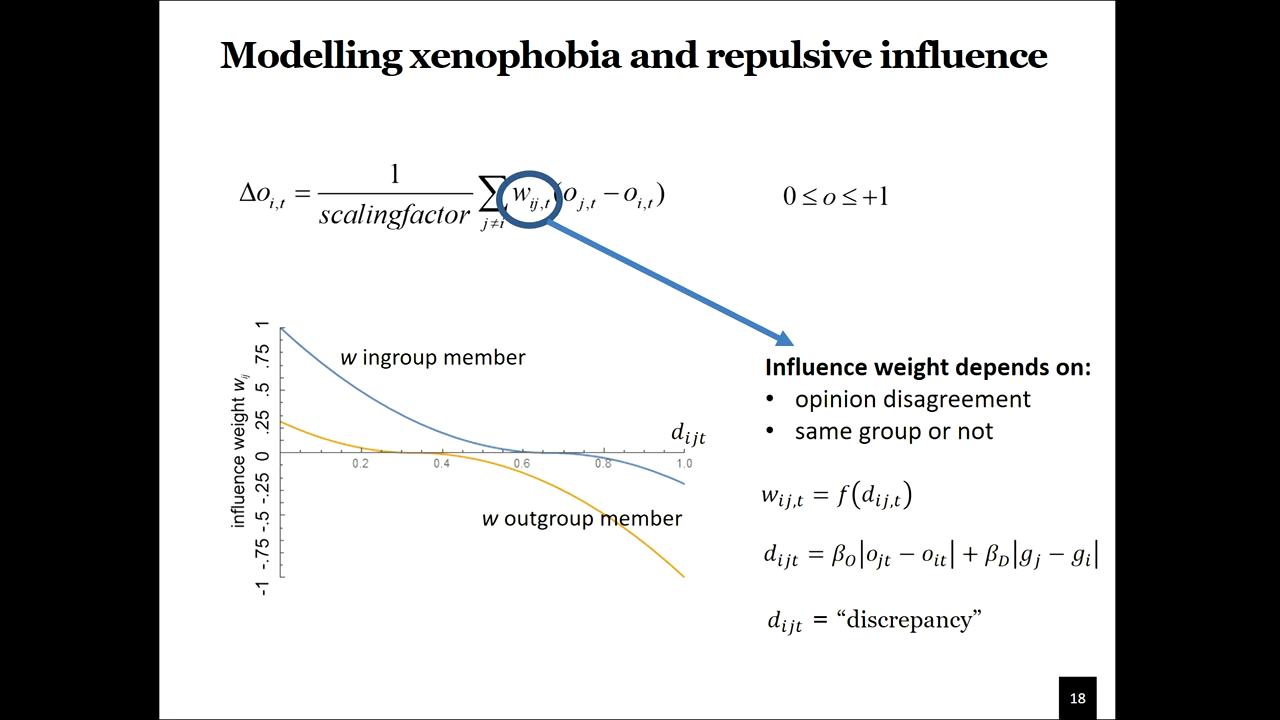 Modelling xenophobia and repulsive influence
Δo_{i,t} = \frac{1}{scalingfactor} \sum_{j≠i} w_{ij,t} (o_{j,t} − o_{i,t})
0 ≤ o ≤ +1
w ingroup member
d_{ijt}
w outgroup member
influence weight w_{ij}
1
.75
.5
.25
0
-.25
-.5
-.75
-1
0.2 0.4 0.6 0.8 1.0
Influence weight depends on:
• opinion disagreement
• same group or not
w_{ij,t} = f(d_{ij,t})
d_{ijt} = β_O|o_{jt} − o_{it}| + β_D|g_j − g_i|
d_{ijt} = “discrepancy”
18